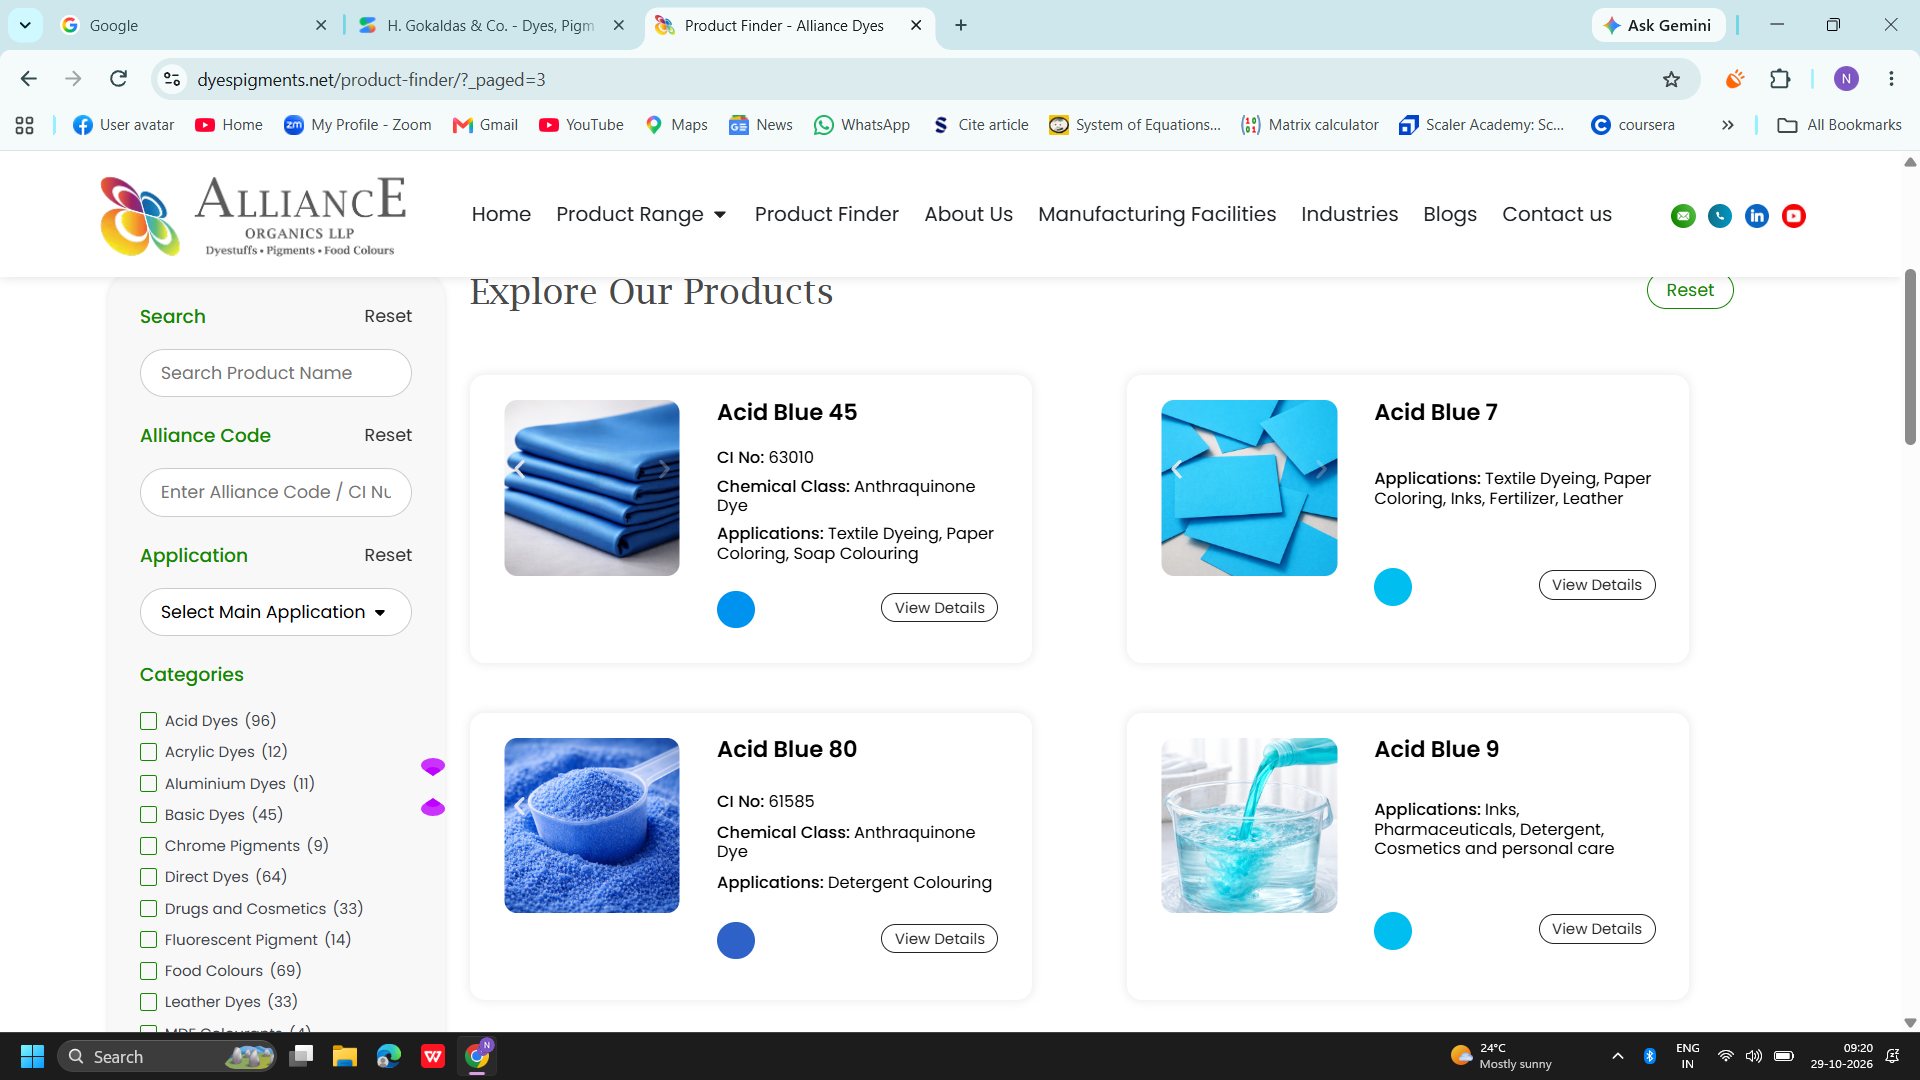 Google
H. Gokaldas & Co. - Dyes, Pigm
Product Finder - Alliance Dyes
Ask Gemini
dyespigments.net/product-finder/?_paged=3
N
User avatar
Home
My Profile - Zoom
Gmail
YouTube
Maps
News
WhatsApp
Cite article
System of Equations...
Matrix calculator
Scaler Academy: Sc...
coursera
All Bookmarks
ALLIANCE
ORGANICS LLP
Dyestuffs • Pigments • Food Colours
Home
Product Range
Product Finder
About Us
Manufacturing Facilities
Industries
Blogs
Contact us
Explore Our Products
Reset
Search
Reset
Search Product Name
Alliance Code
Reset
Enter Alliance Code / CI Nu
Application
Reset
Select Main Application
Categories
Acid Dyes (96)
Acrylic Dyes (12)
Aluminium Dyes (11)
Basic Dyes (45)
Chrome Pigments (9)
Direct Dyes (64)
Drugs and Cosmetics (33)
Fluorescent Pigment (14)
Food Colours (69)
Leather Dyes (33)
MDF Colourants (4)
Acid Blue 45
CI No: 63010
Chemical Class: Anthraquinone
Dye
Applications: Textile Dyeing, Paper
Coloring, Soap Colouring
View Details
Acid Blue 7
Applications: Textile Dyeing, Paper
Coloring, Inks, Fertilizer, Leather
View Details
Acid Blue 80
CI No: 61585
Chemical Class: Anthraquinone
Dye
Applications: Detergent Colouring
View Details
Acid Blue 9
Applications: Inks,
Pharmaceuticals, Detergent,
Cosmetics and personal care
View Details
Search
N
24°C
Mostly sunny
ENG
IN
09:20
29-10-2026